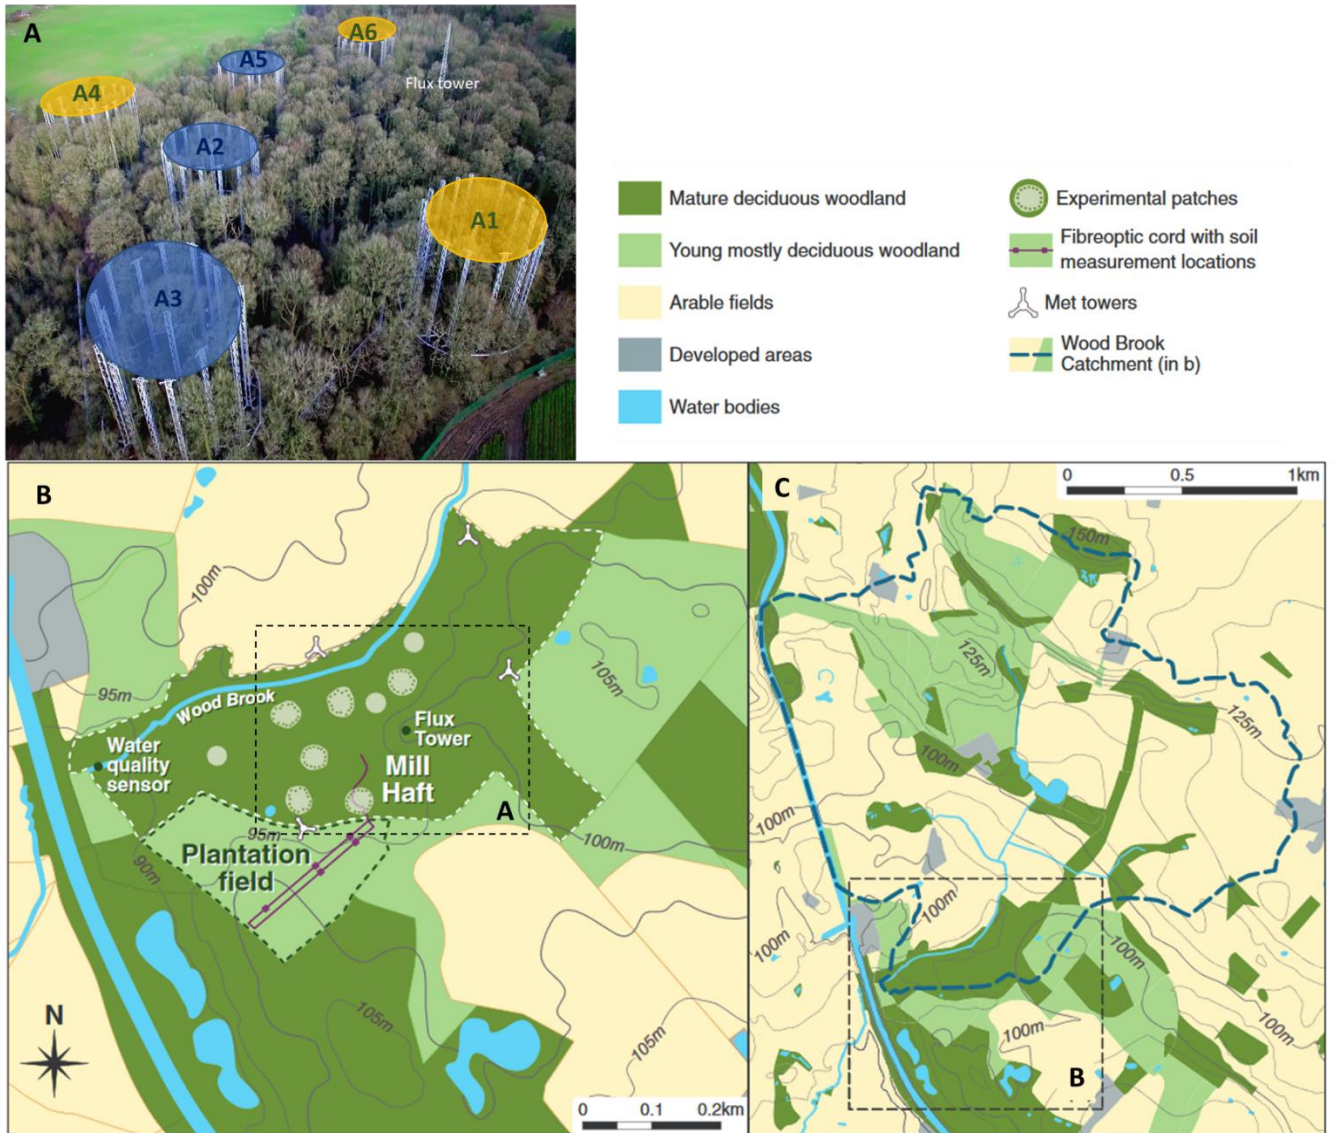 A
A6
A5
Flux tower
A4
A2
A1
A3
Mature deciduous woodland
Young mostly deciduous woodland
Arable fields
Developed areas
Water bodies
Experimental patches
Fibreoptic cord with soil
measurement locations
Met towers
Wood Brook
Catchment (in b)
B
100m
95m
Wood Brook
Water
quality
sensor
Flux
Tower
Mill
Haft
A
105m
95m
100m
Plantation
field
90m
105m
105m
N
0 0.1 0.2km
C
0 0.5 1km
150m
125m
125m
100m
100m
100m
100m
100m
100m
100m
B